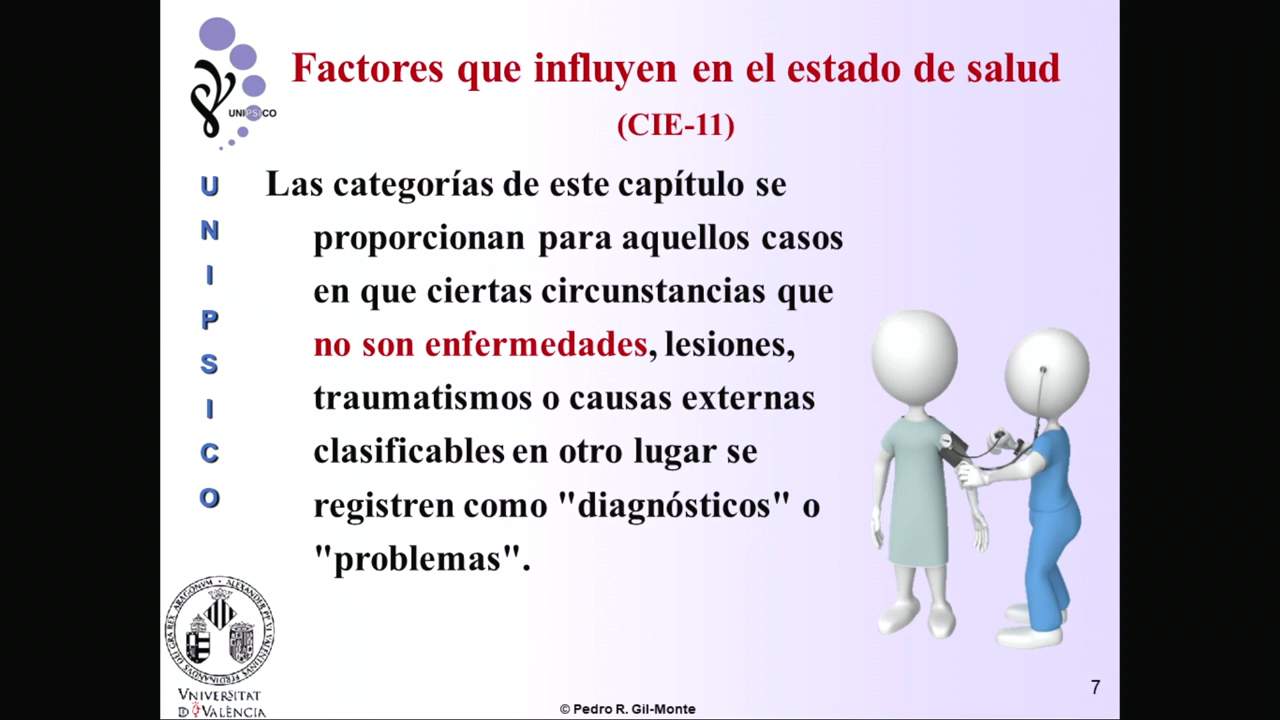 Factores que influyen en el estado de salud
(CIE-11)
UNIPSICO
U
N
I
P
S
I
C
O
Las categorías de este capítulo se
proporcionan para aquellos casos
en que ciertas circunstancias que
no son enfermedades, lesiones,
traumatismos o causas externas
clasificables en otro lugar se
registren como "diagnósticos" o
"problemas".
VNIVERSITAT
D VALÈNCIA
© Pedro R. Gil-Monte
7